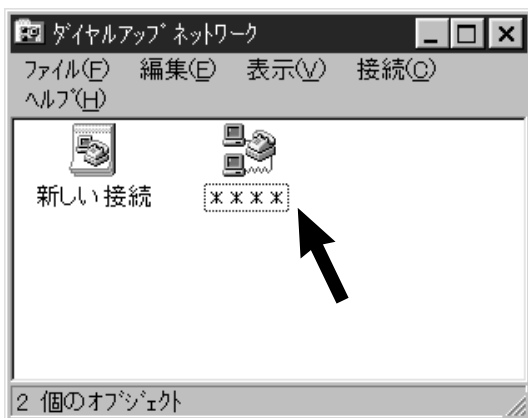 ダイヤルアップ ネットワーク
ファイル(F) 編集(E) 表示(V) 接続(C)
ヘルプ(H)
新しい接続 ＊＊＊＊
2 個のオブジェクト